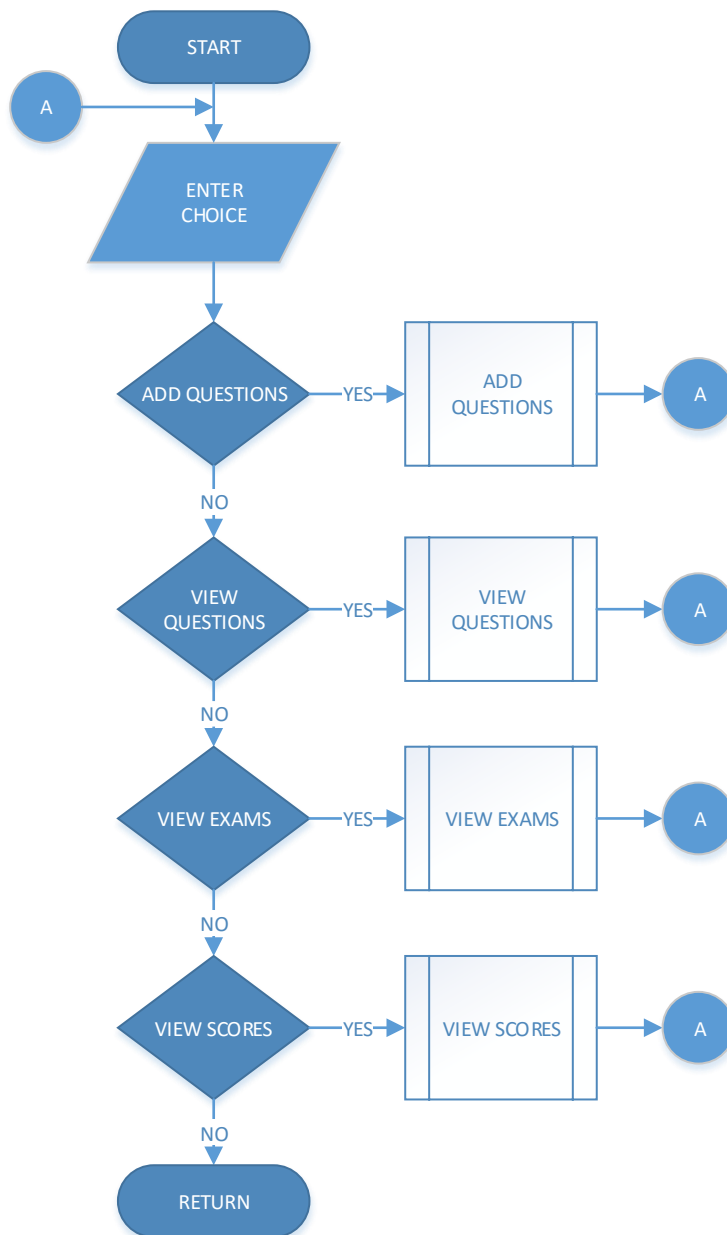 START
A
ENTER
CHOICE
ADD QUESTIONS
YES
ADD
QUESTIONS
A
NO
VIEW
QUESTIONS
YES
VIEW
QUESTIONS
A
NO
VIEW EXAMS
YES
VIEW EXAMS
A
NO
VIEW SCORES
YES
VIEW SCORES
A
NO
RETURN